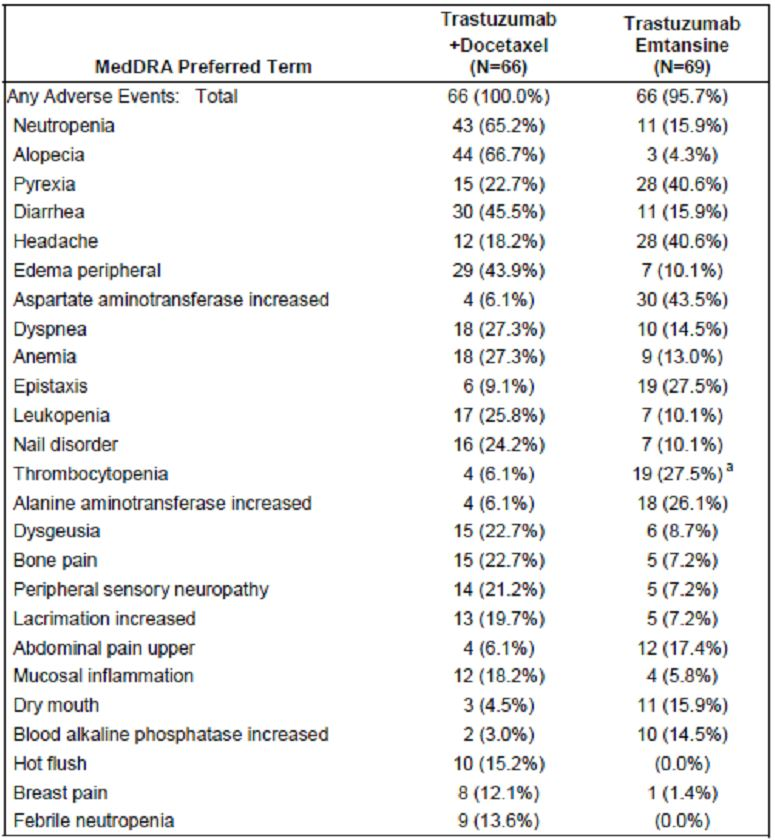 MedDRA Preferred Term Trastuzumab +Docetaxel (N=66) Trastuzumab Emtansine (N=69)
Any Adverse Events: Total 66 (100.0%) 66 (95.7%)
Neutropenia 43 (65.2%) 11 (15.9%)
Alopecia 44 (66.7%) 3 (4.3%)
Pyrexia 15 (22.7%) 28 (40.6%)
Diarrhea 30 (45.5%) 11 (15.9%)
Headache 12 (18.2%) 28 (40.6%)
Edema peripheral 29 (43.9%) 7 (10.1%)
Aspartate aminotransferase increased 4 (6.1%) 30 (43.5%)
Dyspnea 18 (27.3%) 10 (14.5%)
Anemia 18 (27.3%) 9 (13.0%)
Epistaxis 6 (9.1%) 19 (27.5%)
Leukopenia 17 (25.8%) 7 (10.1%)
Nail disorder 16 (24.2%) 7 (10.1%)
Thrombocytopenia 4 (6.1%) 19 (27.5%) a
Alanine aminotransferase increased 4 (6.1%) 18 (26.1%)
Dysgeusia 15 (22.7%) 6 (8.7%)
Bone pain 15 (22.7%) 5 (7.2%)
Peripheral sensory neuropathy 14 (21.2%) 5 (7.2%)
Lacrimation increased 13 (19.7%) 5 (7.2%)
Abdominal pain upper 4 (6.1%) 12 (17.4%)
Mucosal inflammation 12 (18.2%) 4 (5.8%)
Dry mouth 3 (4.5%) 11 (15.9%)
Blood alkaline phosphatase increased 2 (3.0%) 10 (14.5%)
Hot flush 10 (15.2%) (0.0%)
Breast pain 8 (12.1%) 1 (1.4%)
Febrile neutropenia 9 (13.6%) (0.0%)